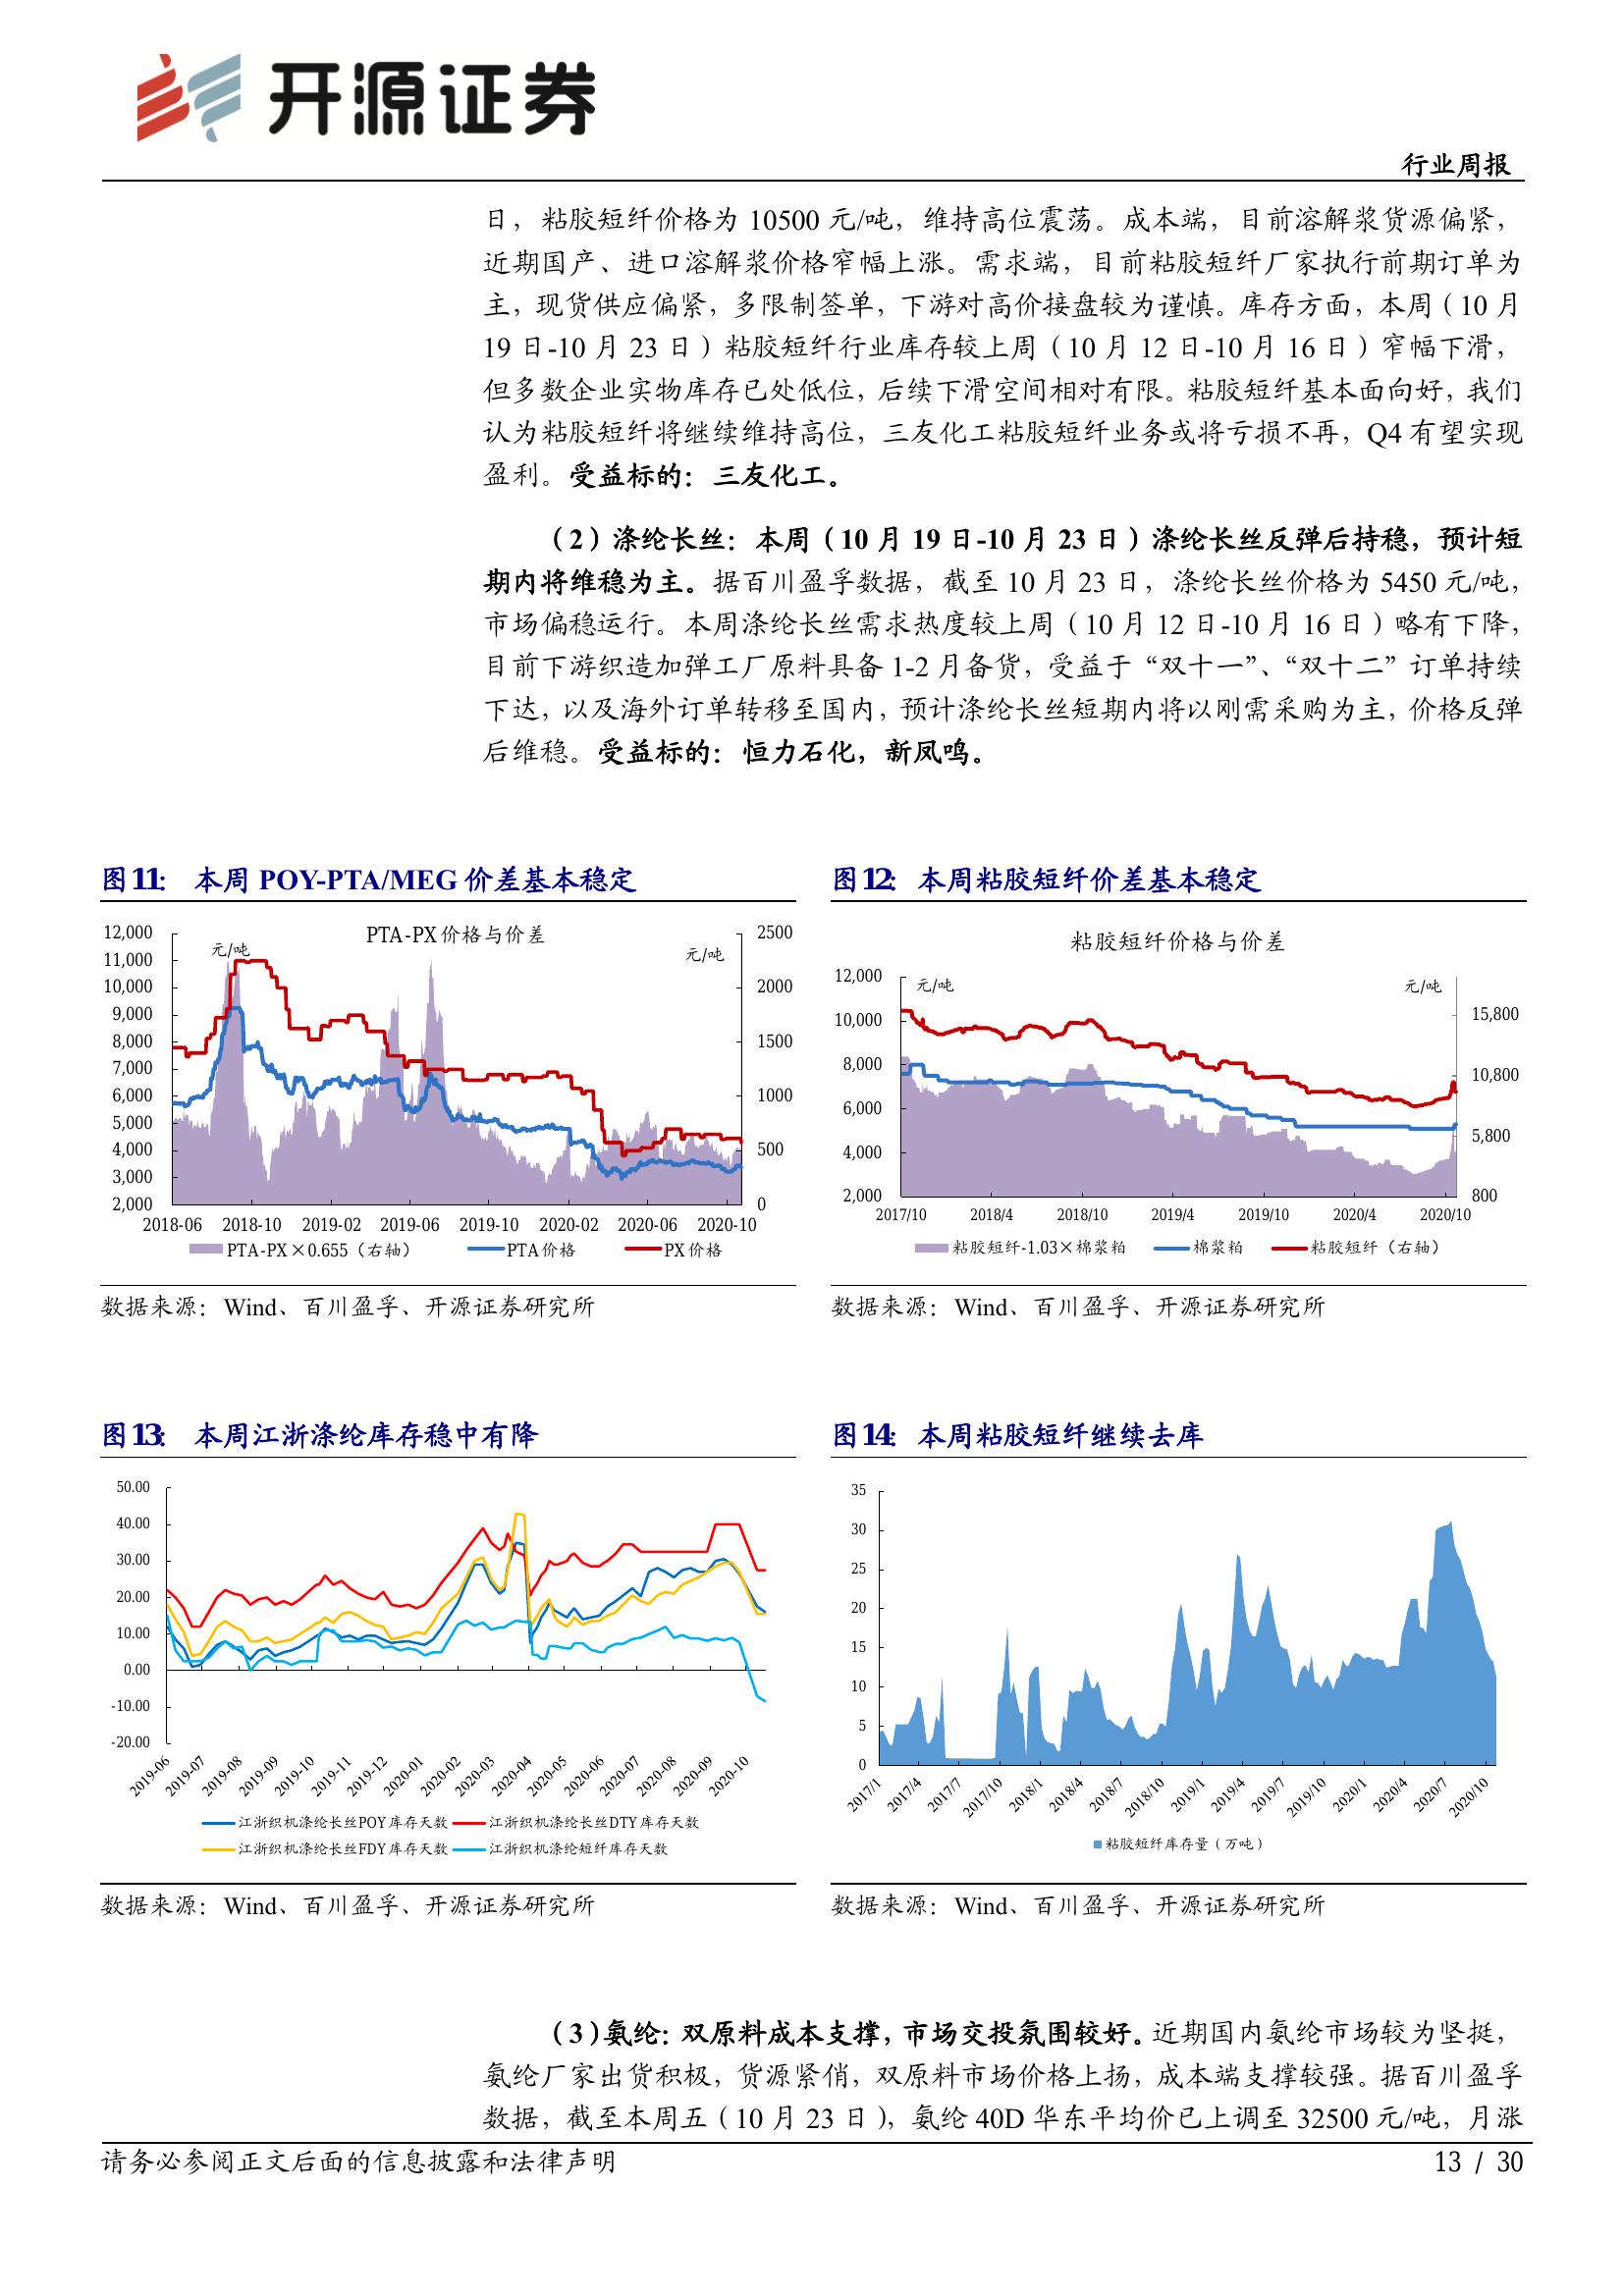 开源证券
行业周报
日，粘胶短纤价格为 10500 元/吨，维持高位震荡。成本端，目前溶解浆货源偏紧，
近期国产、进口溶解浆价格窄幅上涨。需求端，目前粘胶短纤厂家执行前期订单为
主，现货供应偏紧，多限制签单，下游对高价接盘较为谨慎。库存方面，本周（10 月
19 日-10 月 23 日）粘胶短纤行业库存较上周（10 月 12 日-10 月 16 日）窄幅下滑，
但多数企业实物库存已处低位，后续下滑空间相对有限。粘胶短纤基本面向好，我们
认为粘胶短纤将继续维持高位，三友化工粘胶短纤业务或将亏损不再，Q4 有望实现
盈利。受益标的：三友化工。
（2）涤纶长丝：本周（10 月 19 日-10 月 23 日）涤纶长丝反弹后持稳，预计短
期内将维稳为主。据百川盈孚数据，截至 10 月 23 日，涤纶长丝价格为 5450 元/吨，
市场偏稳运行。本周涤纶长丝需求热度较上周（10 月 12 日-10 月 16 日）略有下降，
目前下游织造加弹工厂原料具备 1-2 月备货，受益于“双十一”、“双十二”订单持续
下达，以及海外订单转移至国内，预计涤纶长丝短期内将以刚需采购为主，价格反弹
后维稳。受益标的：恒力石化，新凤鸣。
图11： 本周 POY-PTA/MEG 价差基本稳定
PTA-PX价格与价差
元/吨
元/吨
12,000
11,000
10,000
9,000
8,000
7,000
6,000
5,000
4,000
3,000
2,000
2500
2000
1500
1000
500
0
2018-06 2018-10 2019-02 2019-06 2019-10 2020-02 2020-06 2020-10
PTA-PX×0.655（右轴） PTA价格 PX价格
数据来源：Wind、百川盈孚、开源证券研究所
图12： 本周粘胶短纤价差基本稳定
粘胶短纤价格与价差
元/吨
元/吨
12,000
10,000
8,000
6,000
4,000
2,000
15,800
10,800
5,800
800
2017/10 2018/4 2018/10 2019/4 2019/10 2020/4 2020/10
粘胶短纤-1.03×棉浆粕 棉浆粕 粘胶短纤（右轴）
数据来源：Wind、百川盈孚、开源证券研究所
图13： 本周江浙涤纶库存稳中有降
50.00
40.00
30.00
20.00
10.00
0.00
-10.00
-20.00
2019-06 2019-07 2019-08 2019-09 2019-10 2019-11 2019-12 2020-01 2020-02 2020-03 2020-04 2020-05 2020-06 2020-07 2020-08 2020-09 2020-10
江浙织机涤纶长丝POY库存天数 江浙织机涤纶长丝DTY库存天数
江浙织机涤纶长丝FDY库存天数 江浙织机涤纶短纤库存天数
数据来源：Wind、百川盈孚、开源证券研究所
图14： 本周粘胶短纤继续去库
35
30
25
20
15
10
5
0
2017/1 2017/4 2017/7 2017/10 2018/1 2018/4 2018/7 2018/10 2019/1 2019/4 2019/7 2019/10 2020/1 2020/4 2020/7 2020/10
粘胶短纤库存量（万吨）
数据来源：Wind、百川盈孚、开源证券研究所
（3）氨纶：双原料成本支撑，市场交投氛围较好。近期国内氨纶市场较为坚挺，
氨纶厂家出货积极，货源紧俏，双原料市场价格上扬，成本端支撑较强。据百川盈孚
数据，截至本周五（10 月 23 日），氨纶 40D 华东平均价已上调至 32500 元/吨，月涨
请务必参阅正文后面的信息披露和法律声明
13 / 30